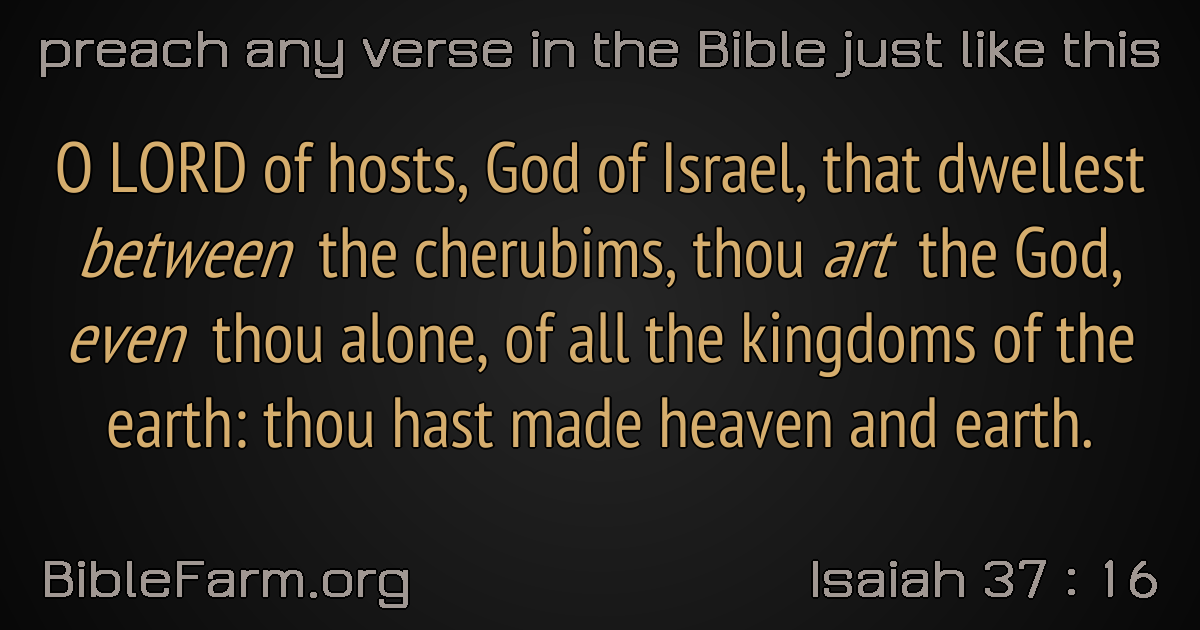 preach any verse in the Bible just like this
O LORD of hosts, God of Israel, that dwellest
between the cherubims, thou art the God,
even thou alone, of all the kingdoms of the
earth: thou hast made heaven and earth.
BibleFarm.org
Isaiah 37 : 16